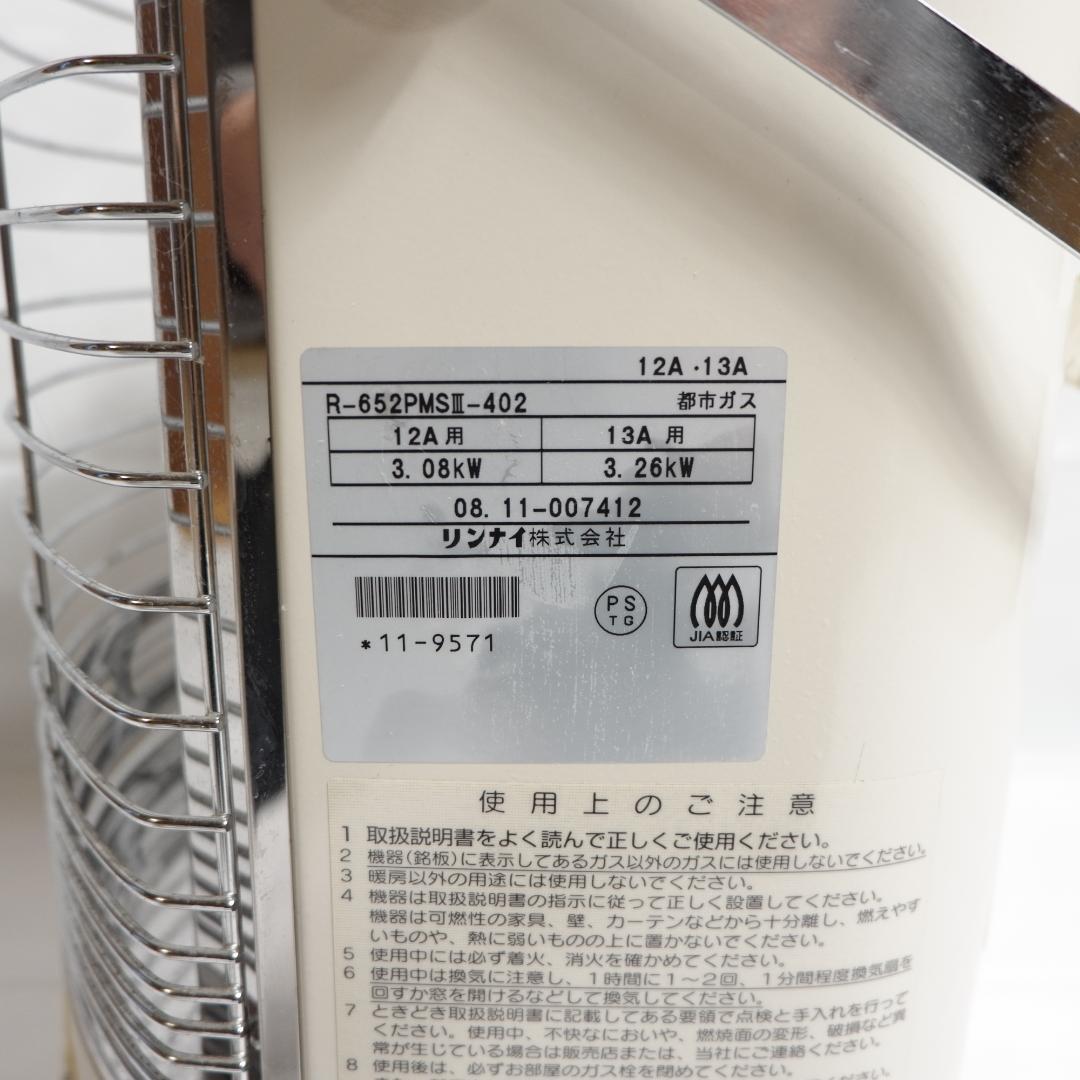 12A・13A
R-652PMSⅢ-402 都市ガス
12A用 13A 用
3.08kW 3.26kW
08.11-007412
リンナイ株式会社
PS
TG
JIA認証
*11-9571
使用上のご注意
1 取扱説明書をよく読んで正しくご使用ください。
2 機器(銘板)に表示してあるガス以外のガスには使用しないでください。
3 暖房以外の用途には使用しないでください。
4 機器は取扱説明書の指示に従って正しく設置してください。
機器は可燃性の家具、壁、カーテンなどから十分離し、燃えやす
いものや、熱に弱いものの上に置かないでください。
5 使用中には必ず着火、消火を確かめてください。
6 使用中は換気に注意し、1時間に1~2回、1分間程度換気扇を
回すか窓を開けるなどして換気してください。
7 ときどき取扱説明書に記載してある要領で点検と手入れを行って
ください。使用中、不快なにおいや、燃焼面の変形、破損など異
常が生じている場合は販売店または、当社にご連絡ください。
8 使用後は、必ずお部屋のガス栓を閉めてください。